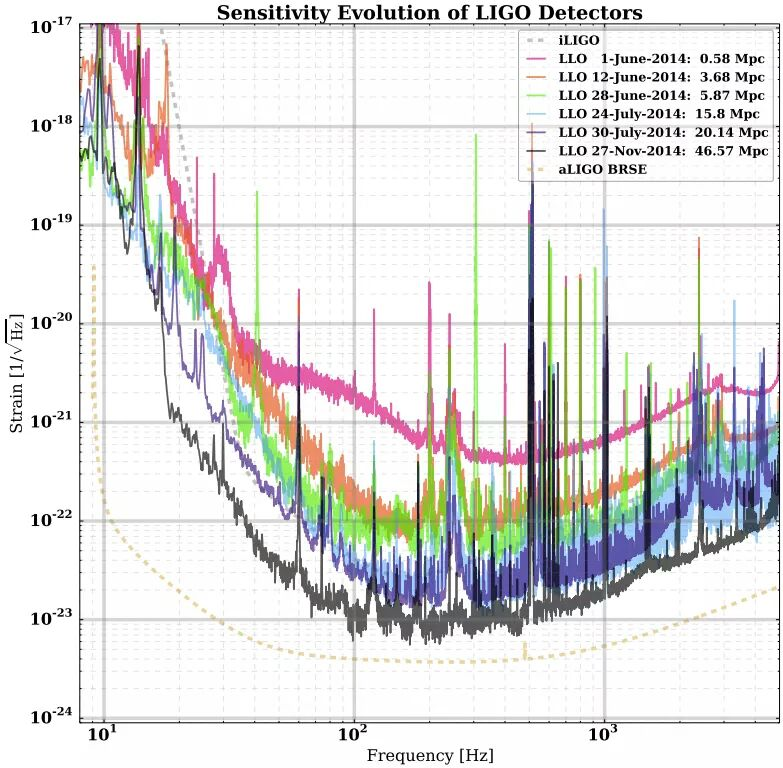 Sensitivity Evolution of LIGO Detectors
iLIGO
LLO 1-June-2014: 0.58 Mpc
LLO 12-June-2014: 3.68 Mpc
LLO 28-June-2014: 5.87 Mpc
LLO 24-July-2014: 15.8 Mpc
LLO 30-July-2014: 20.14 Mpc
LLO 27-Nov-2014: 46.57 Mpc
aLIGO BRSE
10⁻¹⁷
10⁻¹⁸
10⁻¹⁹
10⁻²⁰
10⁻²¹
10⁻²²
10⁻²³
10⁻²⁴
Strain [1/√Hz]
10¹
10²
10³
Frequency [Hz]